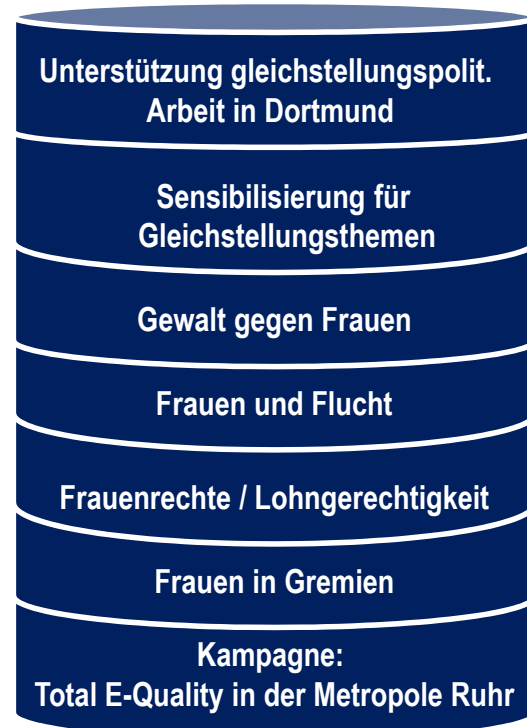 Unterstützung gleichstellungspolit.
Arbeit in Dortmund
Sensibilisierung für
Gleichstellungsthemen
Gewalt gegen Frauen
Frauen und Flucht
Frauenrechte / Lohngerechtigkeit
Frauen in Gremien
Kampagne:
Total E-Quality in der Metropole Ruhr